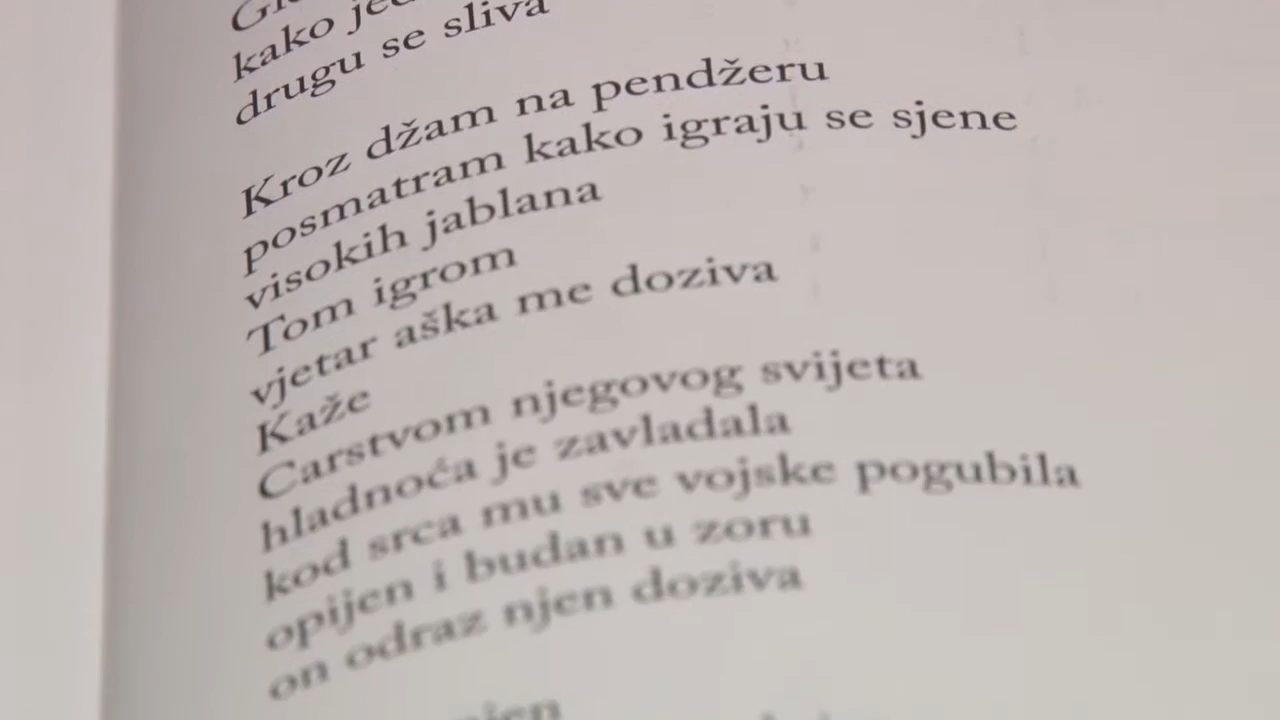 kako
drugu se sliva
Kroz džam na pendžeru
posmatram kako igraju se sjene
visokih jablana
Tom igrom
vjetar aška me doziva
Kaže
Carstvom njegovog svijeta
hladnoća je zavladala
kod srca mu sve vojske pogubila
opijen i budan u zoru
on odraz njen doziva